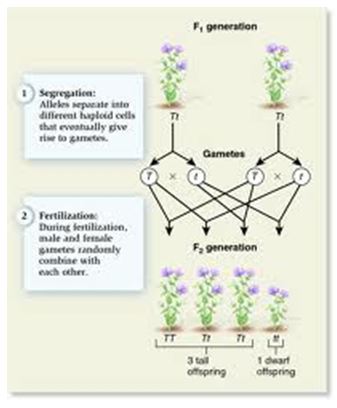 F1 generation
1 Segregation:
Alleles separate into
different haploid cells
that eventually give
rise to gametes.
Tt Tt
Gametes
T × t T × t
2 Fertilization:
During fertilization,
male and female
gametes randomly
combine with
each other.
F2 generation
TT Tt Tt tt
3 tall
offspring
1 dwarf
offspring